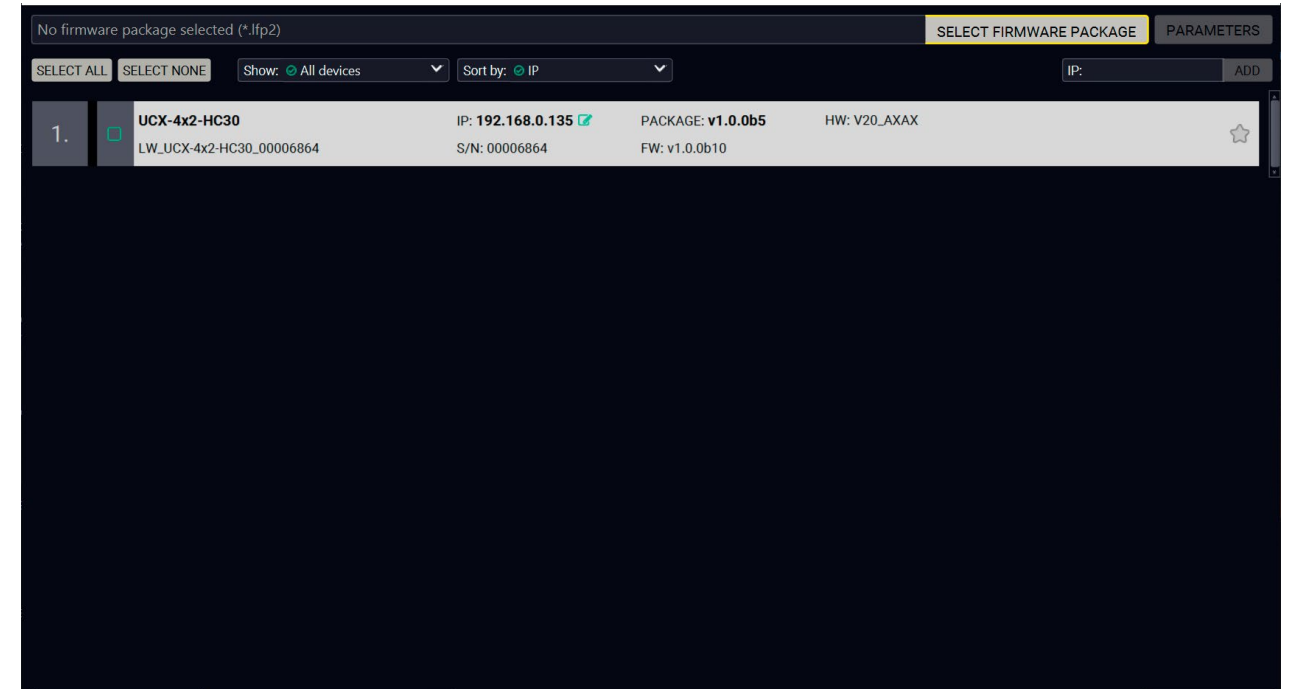 No firmware package selected (*.lfp2) SELECT FIRMWARE PACKAGE PARAMETERS
SELECT ALL SELECT NONE Show: All devices Sort by: IP IP: ADD
1.
UCX-4x2-HC30 IP: 192.168.0.135 PACKAGE: v1.0.0b5 HW: V20_AXAX
LW_UCX-4x2-HC30_00006864 S/N: 00006864 FW: v1.0.0b10